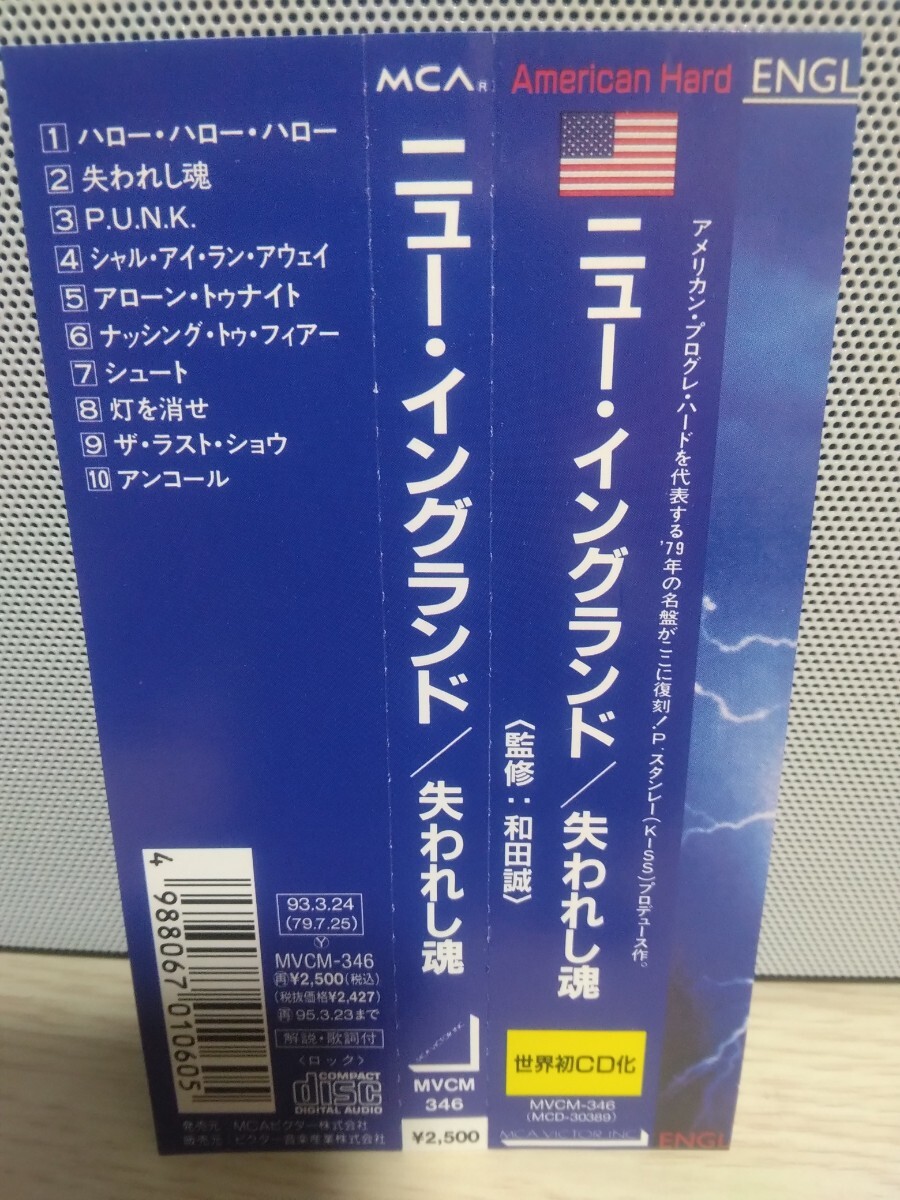 1 ハロー・ハロー・ハロー
2 失われし魂
3 P.U.N.K.
4 シャル・アイ・ラン・アウェイ
5 アローン・トゥナイト
6 ナッシング・トゥ・フィアー
7 シュート
8 灯を消せ
9 ザ・ラスト・ショウ
10 アンコール
4 988067 010605
93.3.24
(79.7.25)
Y
MVCM-346
再¥2,500(税込)
(税抜価格¥2,427)
再95.3.23まで
解説・歌詞付
〈ロック〉
COMPACT
disc
DIGITAL AUDIO
発売元 MCAビクター株式会社
販売元 ビクター音楽産業株式会社
MCA®
ニュー・イングランド/失われし魂
MVCM
346
¥2,500
American Hard
ニュー・イングランド/失われし魂
〈監修:和田誠〉
世界初CD化
MVCM-346
(MCD-30389)
MCA VICTOR, INC.
アメリカン・プログレ・ハードを代表する'79年の名盤がここに復刻!P.スタンレー(KISS)プロデュース作。
ENGL
ENGL